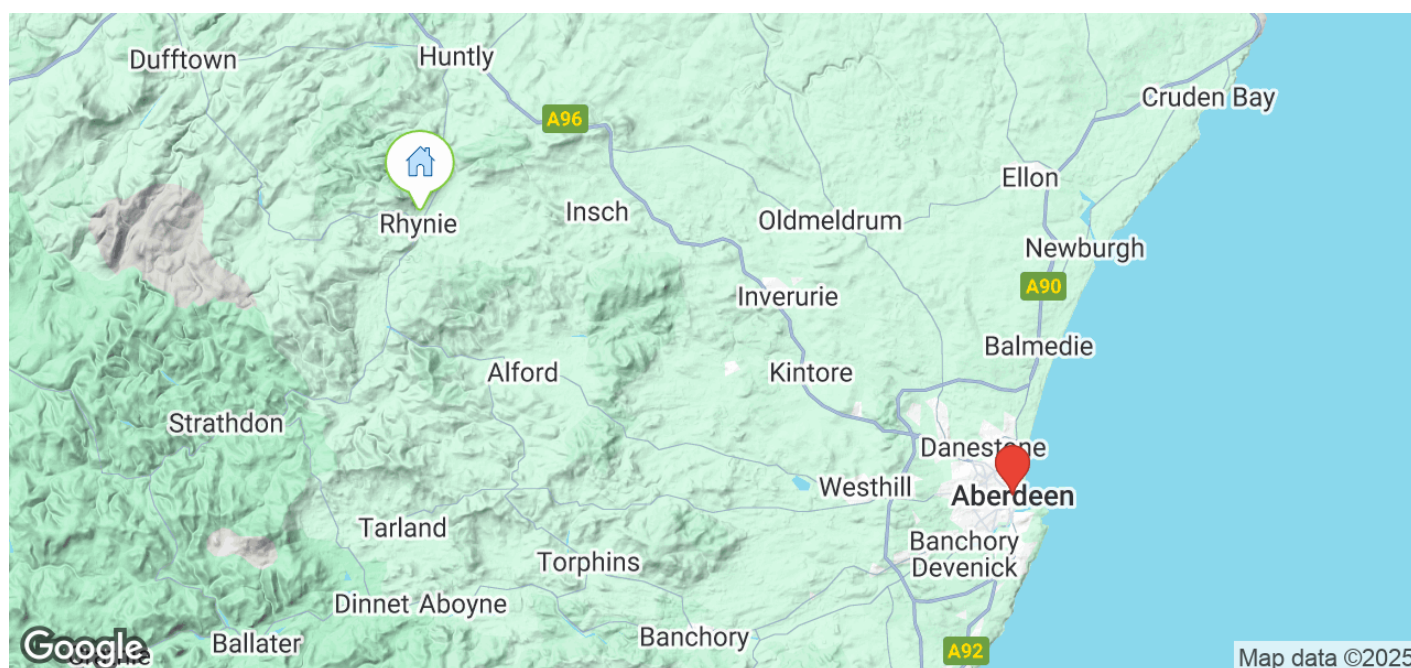 Dufftown
Huntly
Cruden Bay
A96
Ellon
Rhynie
Insch
Oldmeldrum
Newburgh
A90
Inverurie
Balmedie
Alford
Kintore
Strathdon
Danestone
Westhill
Aberdeen
Tarland
Banchory
Devenick
Torphins
Dinnet
Aboyne
Banchory
Ballater
A92
Google
Map data ©2025